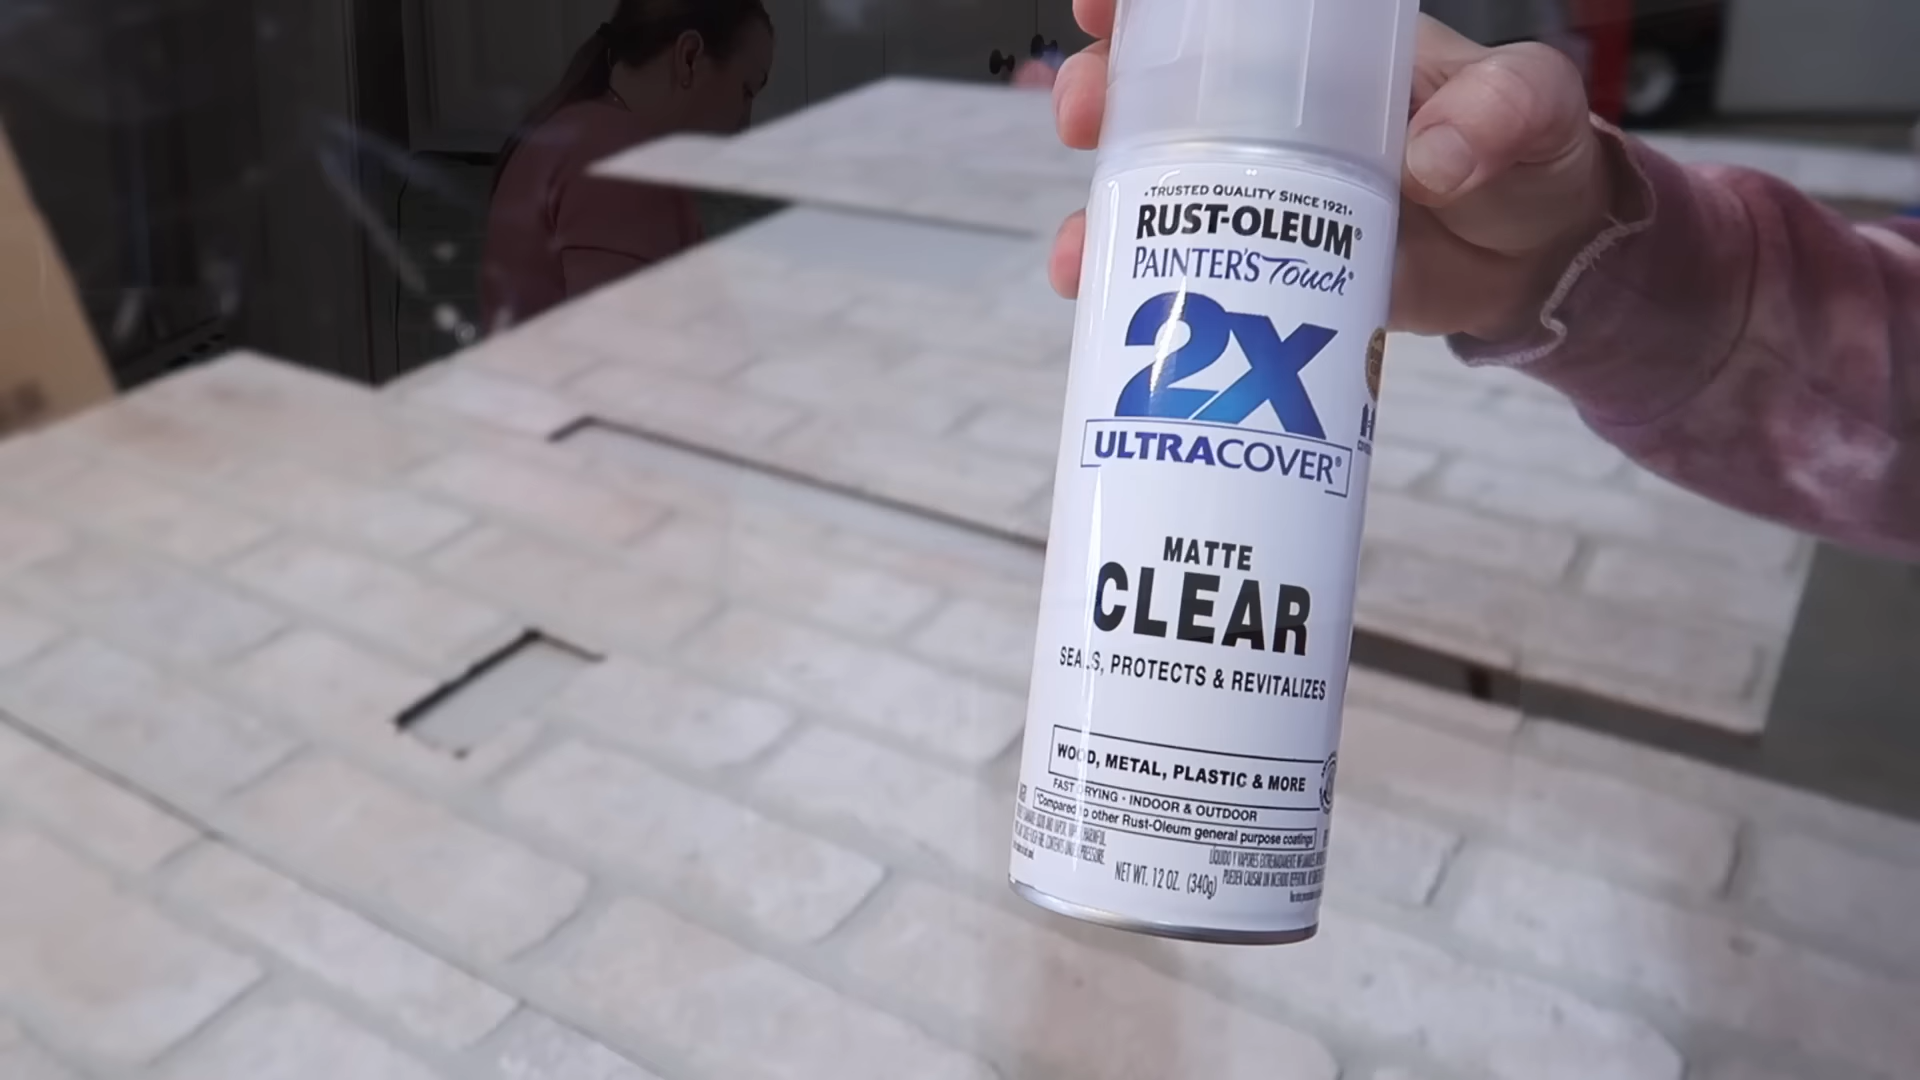 ·TRUSTED QUALITY SINCE 1921·
RUST-OLEUM®
PAINTER'S Touch®
2X
ULTRACOVER®
MATTE
CLEAR
SEALS, PROTECTS & REVITALIZES
WOOD, METAL, PLASTIC & MORE
FAST DRYING · INDOOR & OUTDOOR
*Compared to other Rust-Oleum general purpose coatings
NET WT. 12 OZ. (340g)